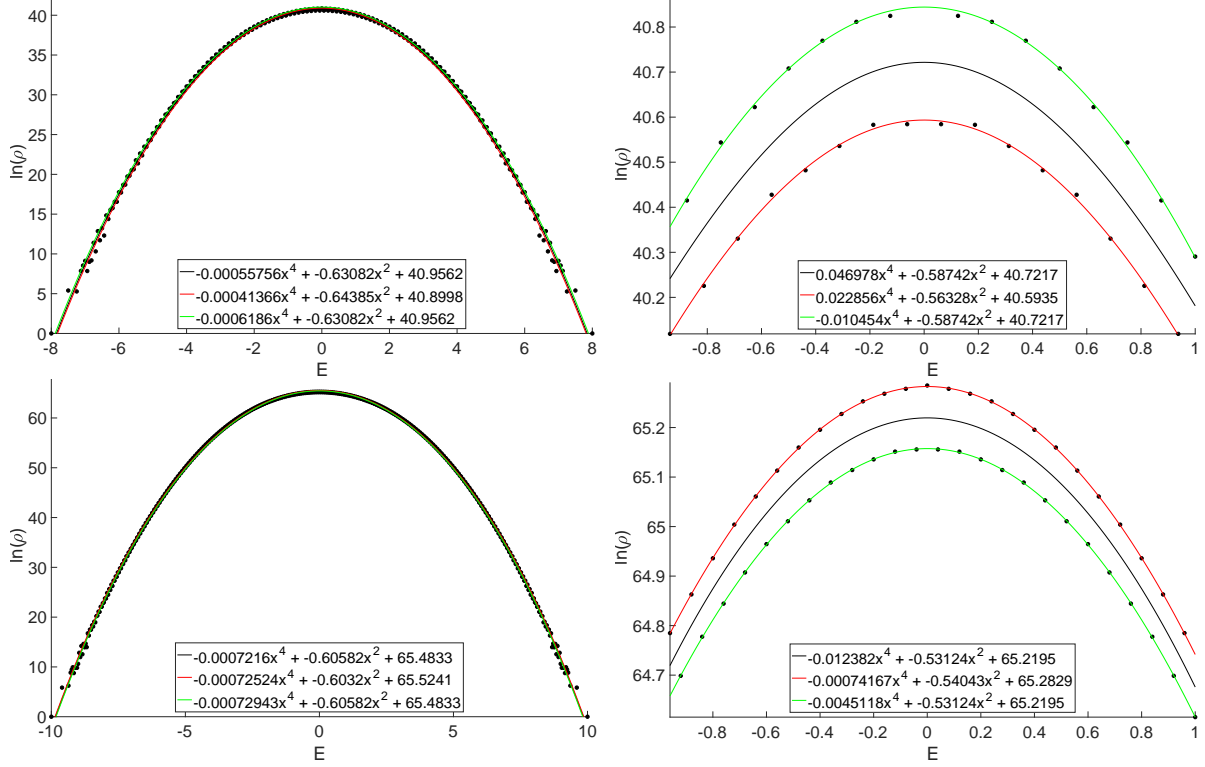 40
35
30
25
20
15
10
5
0
ln(ρ)
-0.00055756x⁴ + -0.63082x² + 40.9562
-0.00041366x⁴ + -0.64385x² + 40.8998
-0.0006186x⁴ + -0.63082x² + 40.9562
-8 -6 -4 -2 0 2 4 6 8
E
40.8
40.7
40.6
40.5
40.4
40.3
40.2
ln(ρ)
0.046978x⁴ + -0.58742x² + 40.7217
0.022856x⁴ + -0.56328x² + 40.5935
-0.010454x⁴ + -0.58742x² + 40.7217
-0.8 -0.6 -0.4 -0.2 0 0.2 0.4 0.6 0.8 1
E
60
50
40
30
20
10
0
ln(ρ)
-0.0007216x⁴ + -0.60582x² + 65.4833
-0.00072524x⁴ + -0.6032x² + 65.5241
-0.00072943x⁴ + -0.60582x² + 65.4833
-10 -5 0 5 10
E
65.2
65.1
65
64.9
64.8
64.7
ln(ρ)
-0.012382x⁴ + -0.53124x² + 65.2195
-0.00074167x⁴ + -0.54043x² + 65.2829
-0.0045118x⁴ + -0.53124x² + 65.2195
-0.8 -0.6 -0.4 -0.2 0 0.2 0.4 0.6 0.8 1
E